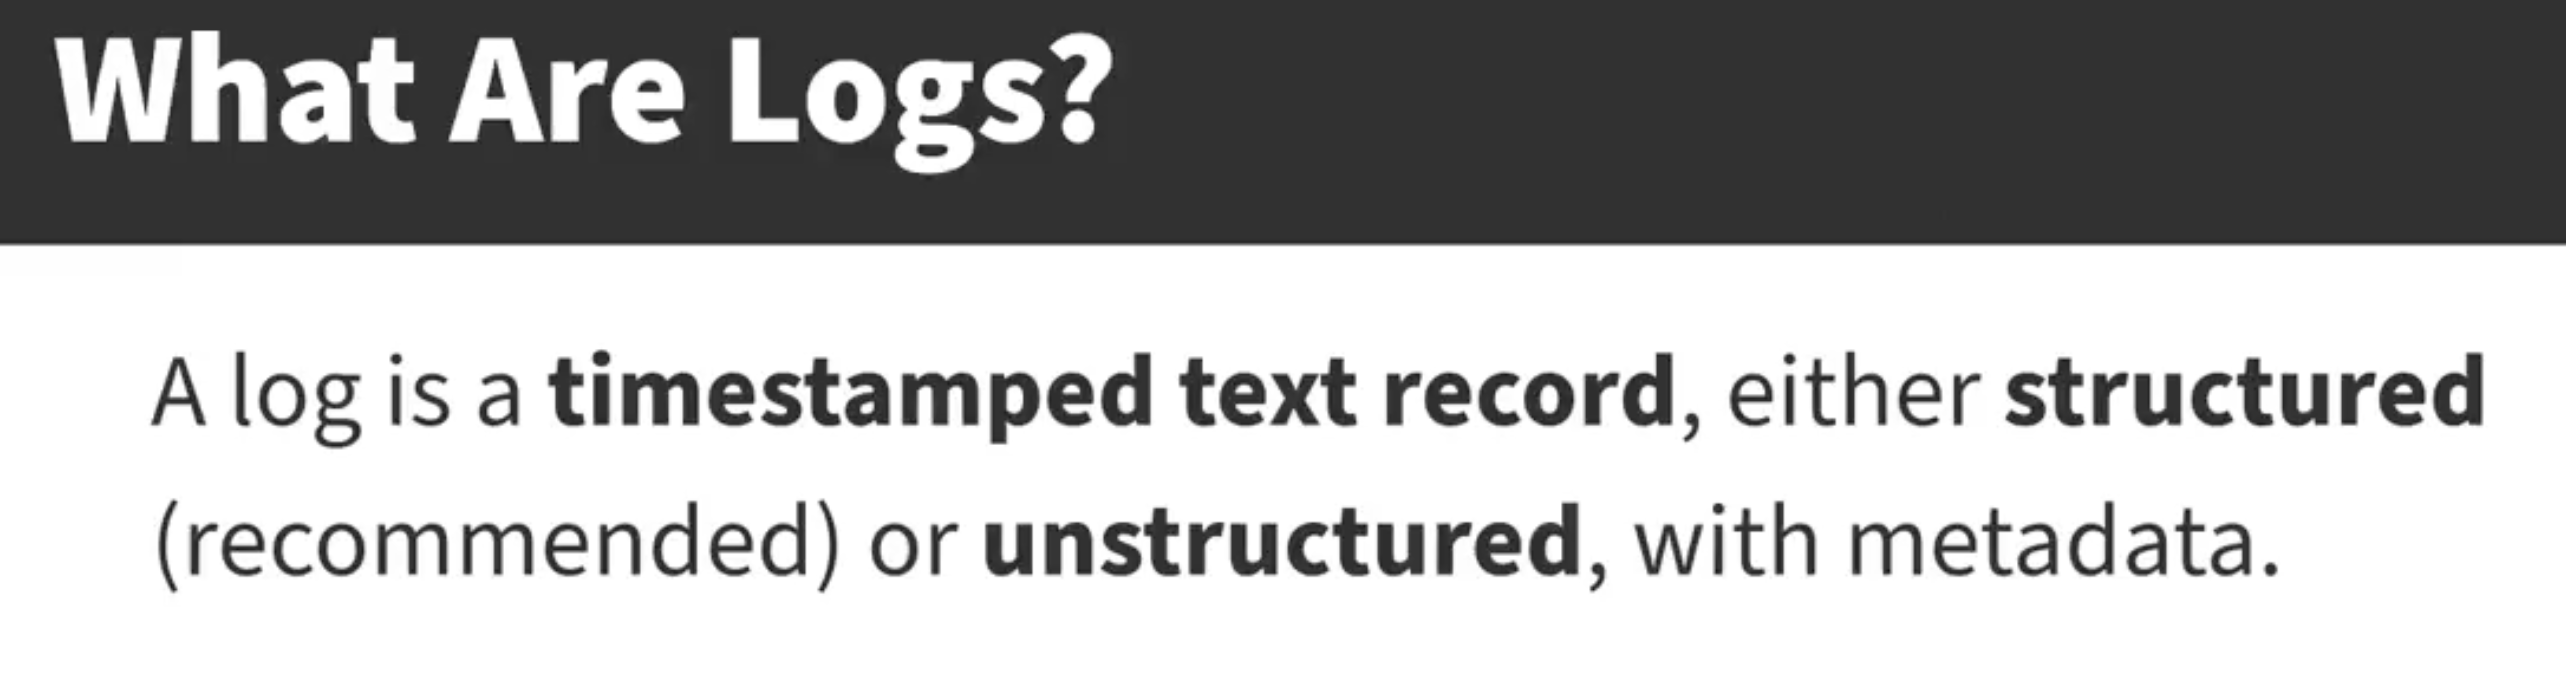 What Are Logs?
A log is a timestamped text record, either structured
(recommended) or unstructured, with metadata.